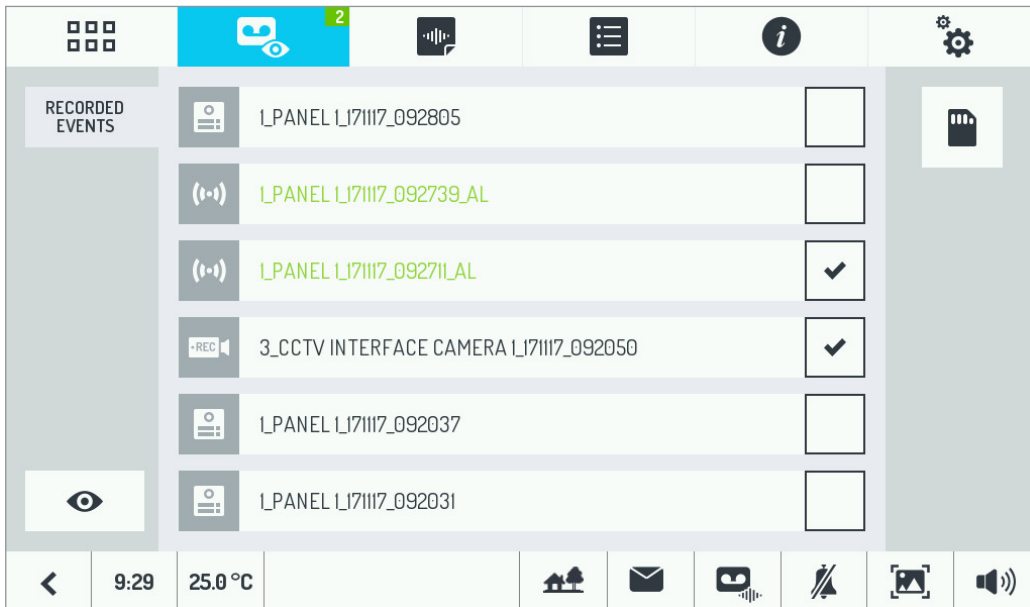 2
RECORDED
EVENTS
1_PANEL 1_171117_092805
1_PANEL 1_171117_092739_AL
1_PANEL 1_171117_092711_AL
•REC
3_CCTV INTERFACE CAMERA 1_171117_092050
1_PANEL 1_171117_092037
1_PANEL 1_171117_092031
9:29
25.0 °C